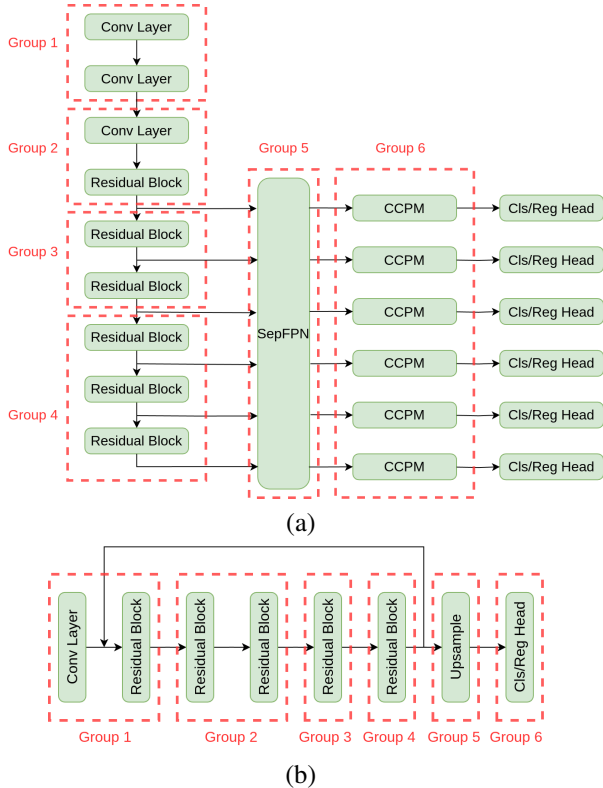 Group 1
Conv Layer
Conv Layer
Group 2
Conv Layer
Residual Block
Group 3
Residual Block
Residual Block
Group 4
Residual Block
Residual Block
Residual Block
Group 5
SepFPN
Group 6
CCPM
Cls/Reg Head
CCPM
Cls/Reg Head
CCPM
Cls/Reg Head
CCPM
Cls/Reg Head
CCPM
Cls/Reg Head
CCPM
Cls/Reg Head
(a)
Conv Layer
Residual Block
Residual Block
Residual Block
Residual Block
Residual Block
Upsample
Cls/Reg Head
Group 1
Group 2
Group 3
Group 4
Group 5
Group 6
(b)